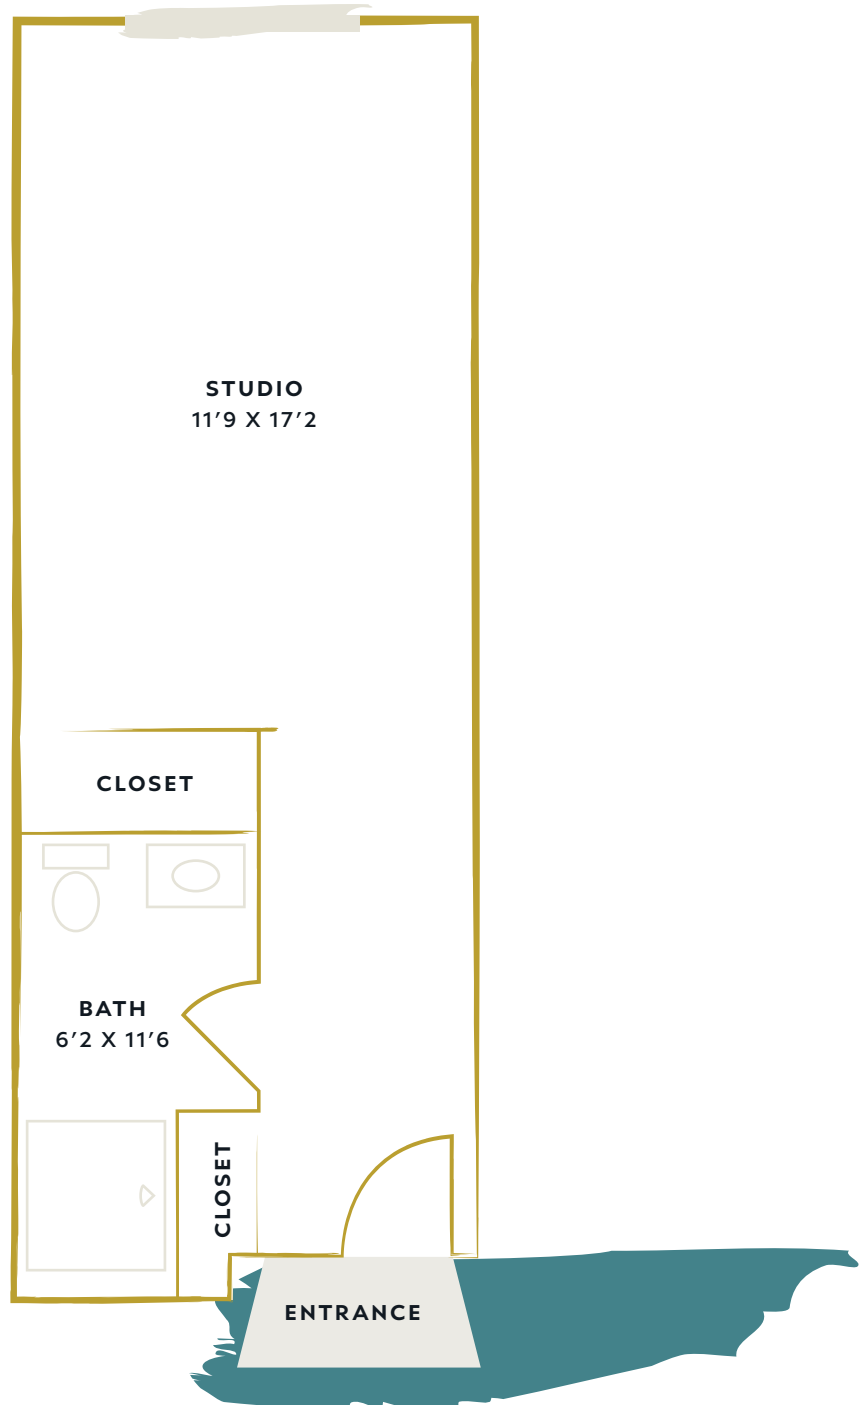 STUDIO
11’9 X 17’2
CLOSET
BATH
6’2 X 11’6
CLOSET
ENTRANCE